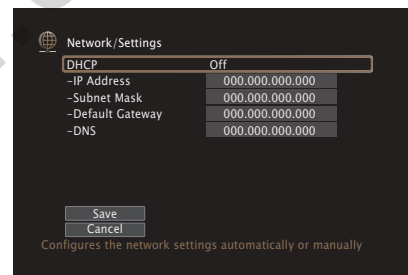 Network/Settings
DHCP Off
-IP Address 000.000.000.000
-Subnet Mask 000.000.000.000
-Default Gateway 000.000.000.000
-DNS 000.000.000.000
Save
Cancel
Configures the network settings automatically or manually